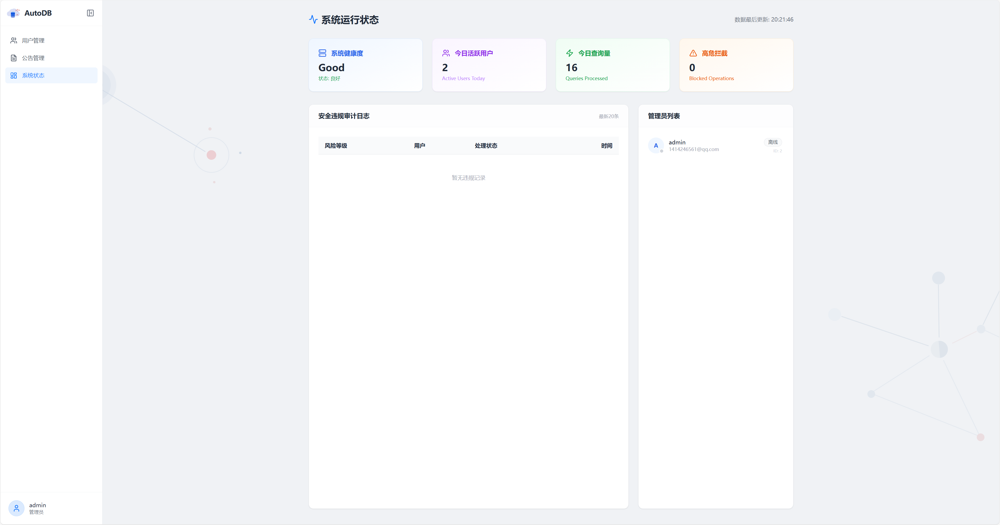 AutoDB
用户管理
公告管理
系统状态
admin
管理员
系统运行状态
数据最后更新: 20:21:46
系统健康度
Good
状态: 良好
今日活跃用户
2
Active Users Today
今日查询量
16
Queries Processed
高危拦截
0
Blocked Operations
安全违规审计日志
最新20条
风险等级 用户 处理状态 时间
暂无违规记录
管理员列表
A
admin
1414246561@qq.com
离线
ID: 2